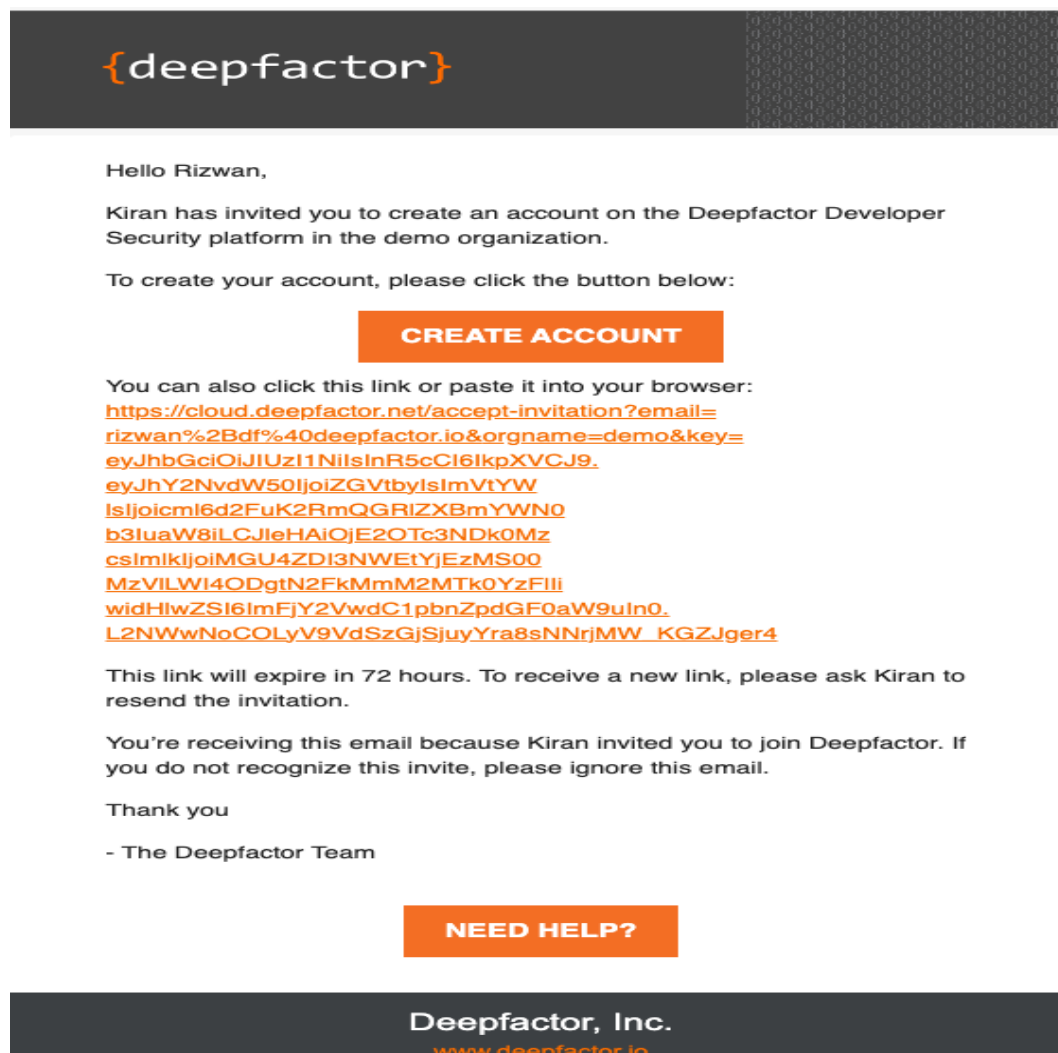 {deepfactor}
Hello Rizwan,
Kiran has invited you to create an account on the Deepfactor Developer
Security platform in the demo organization.
To create your account, please click the button below:
CREATE ACCOUNT
You can also click this link or paste it into your browser:
https://cloud.deepfactor.net/accept-invitation?email=
rizwan%2Bdf%40deepfactor.io&orgname=demo&key=
eyJhbGciOiJIUzI1NiIsInR5cCI6IkpXVCJ9.
eyJhY2NvdW50IjoiZGVtbyIsImVtYW
lsIjoicml6d2FuK2RmQGRlZXBmYWN0
b3IuaW8iLCJleHAiOjE2OTc3NDk0Mz
csImlkIjoiMGU4ZDI3NWEtYjEzMS00
MzVlLWI4ODgtN2FkMmM2MTk0YzFlIi
widHlwZSI6ImFjY2VwdC1pbnZpdGF0aW9uIn0.
L2NWwNoCOLyV9VdSzGjSjuyYra8sNNrjMW_KGZJger4
This link will expire in 72 hours. To receive a new link, please ask Kiran to
resend the invitation.
You’re receiving this email because Kiran invited you to join Deepfactor. If
you do not recognize this invite, please ignore this email.
Thank you
- The Deepfactor Team
NEED HELP?
Deepfactor, Inc.
www.deepfactor.io